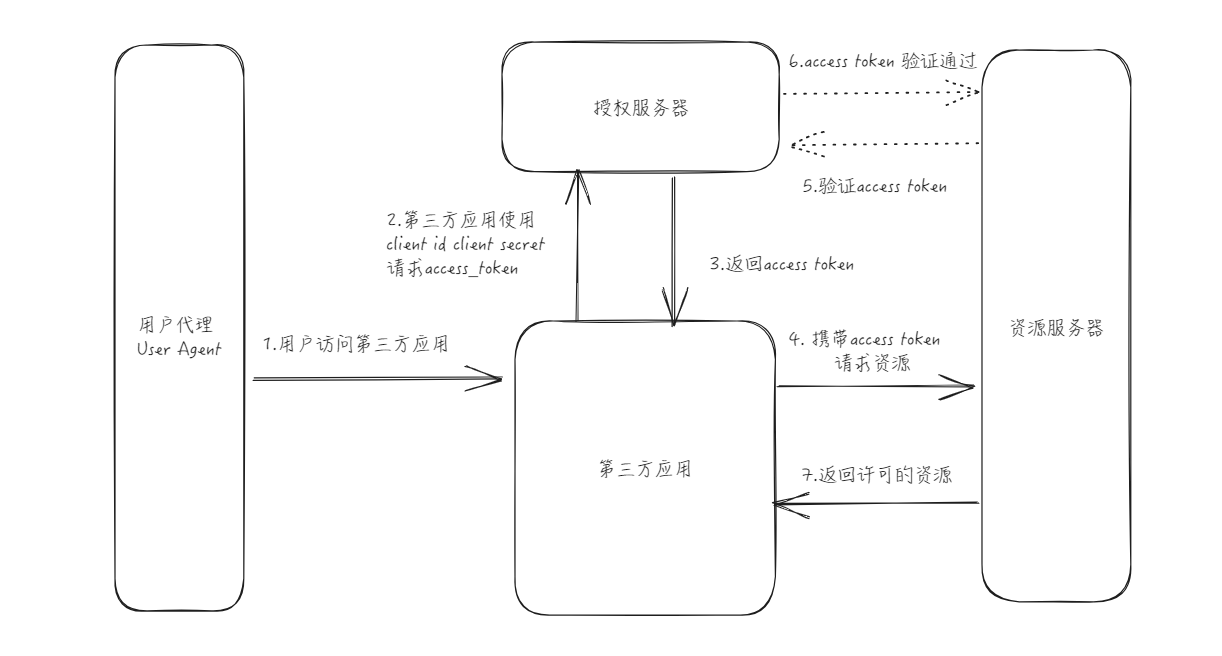 用户代理
User Agent
1.用户访问第三方应用
授权服务器
2.第三方应用使用
client id client secret
请求access_token
3.返回access token
第三方应用
4. 携带access token
请求资源
5.验证access token
6.access token 验证通过
7.返回许可的资源
资源服务器